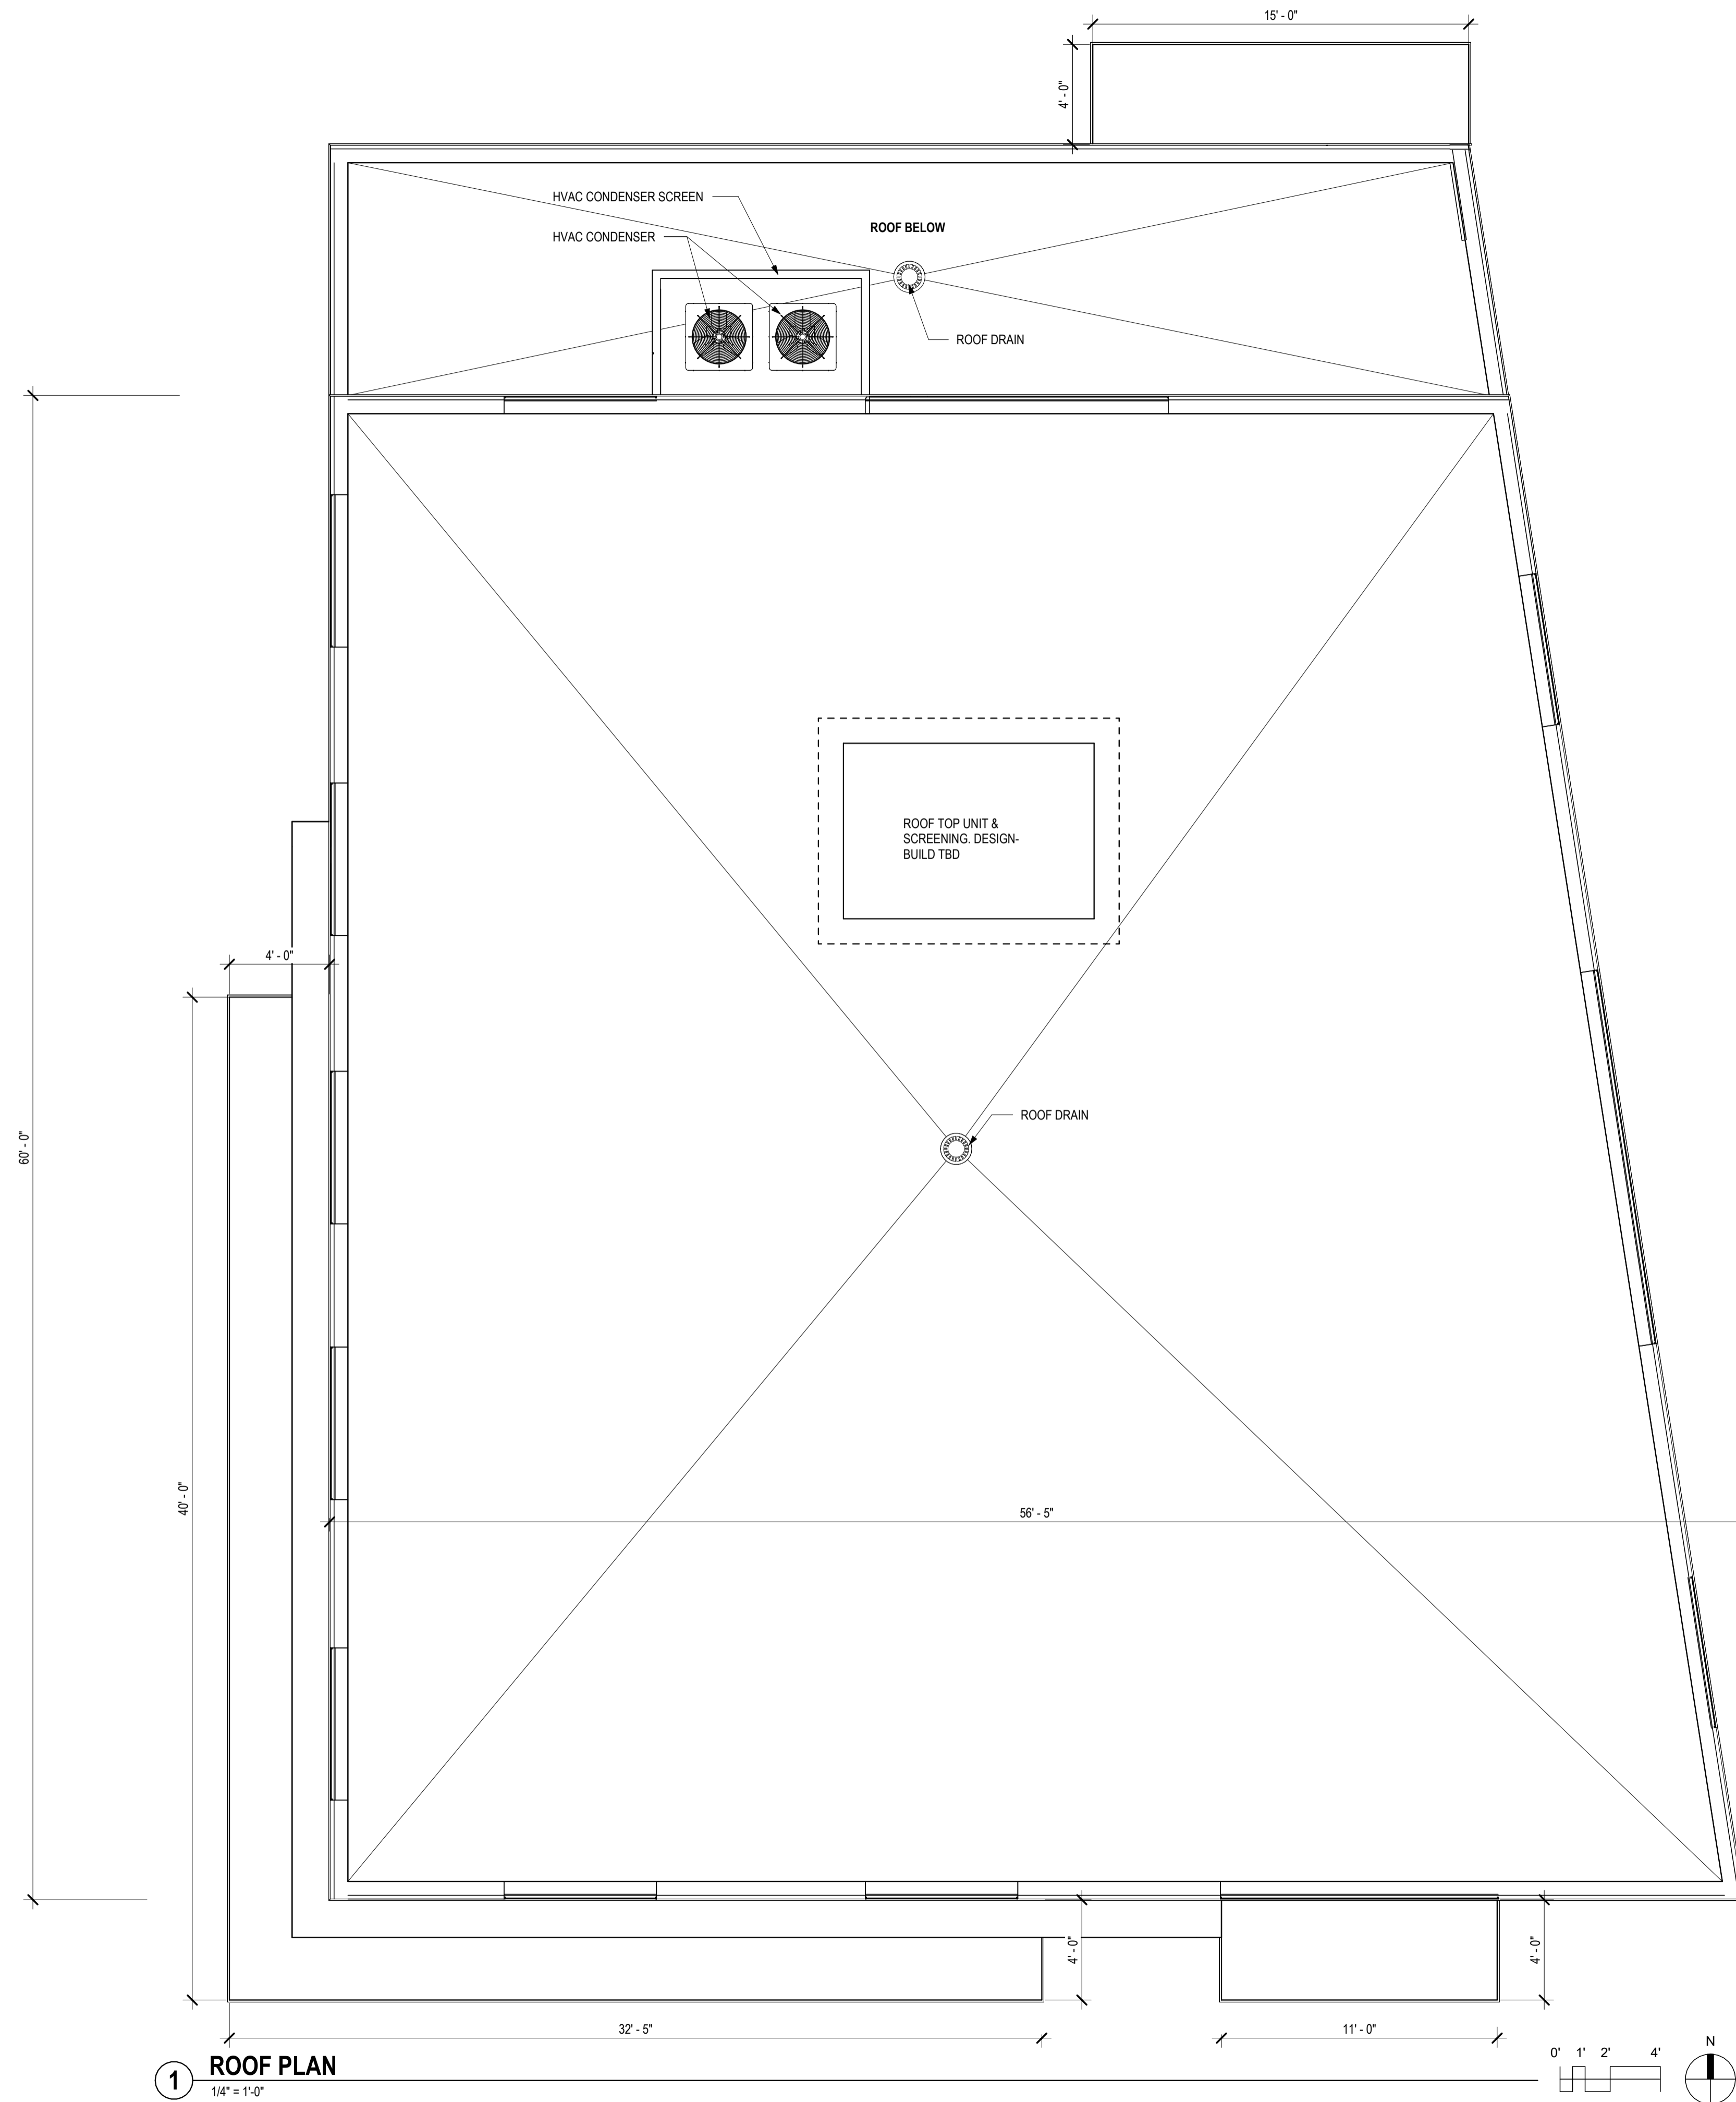 15' - 0"
4' - 0"
HVAC CONDENSER SCREEN
ROOF BELOW
HVAC CONDENSER
ROOF DRAIN
ROOF TOP UNIT &
SCREENING. DESIGN-
BUILD TBD
4' - 0"
ROOF DRAIN
60' - 0"
40' - 0"
56' - 5"
4' - 0"
4' - 0"
32' - 5"
11' - 0"
1
ROOF PLAN
1/4" = 1'-0"
0' 1' 2' 4'
N